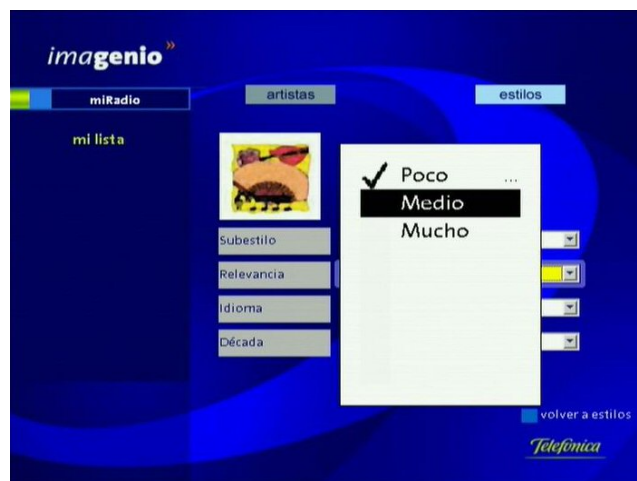 imagenio»
miRadio
artistas
estilos
mi lista
Poco ...
Medio
Mucho
Subestilo
Relevancia
Idioma
Década
volver a estilos
Telefónica